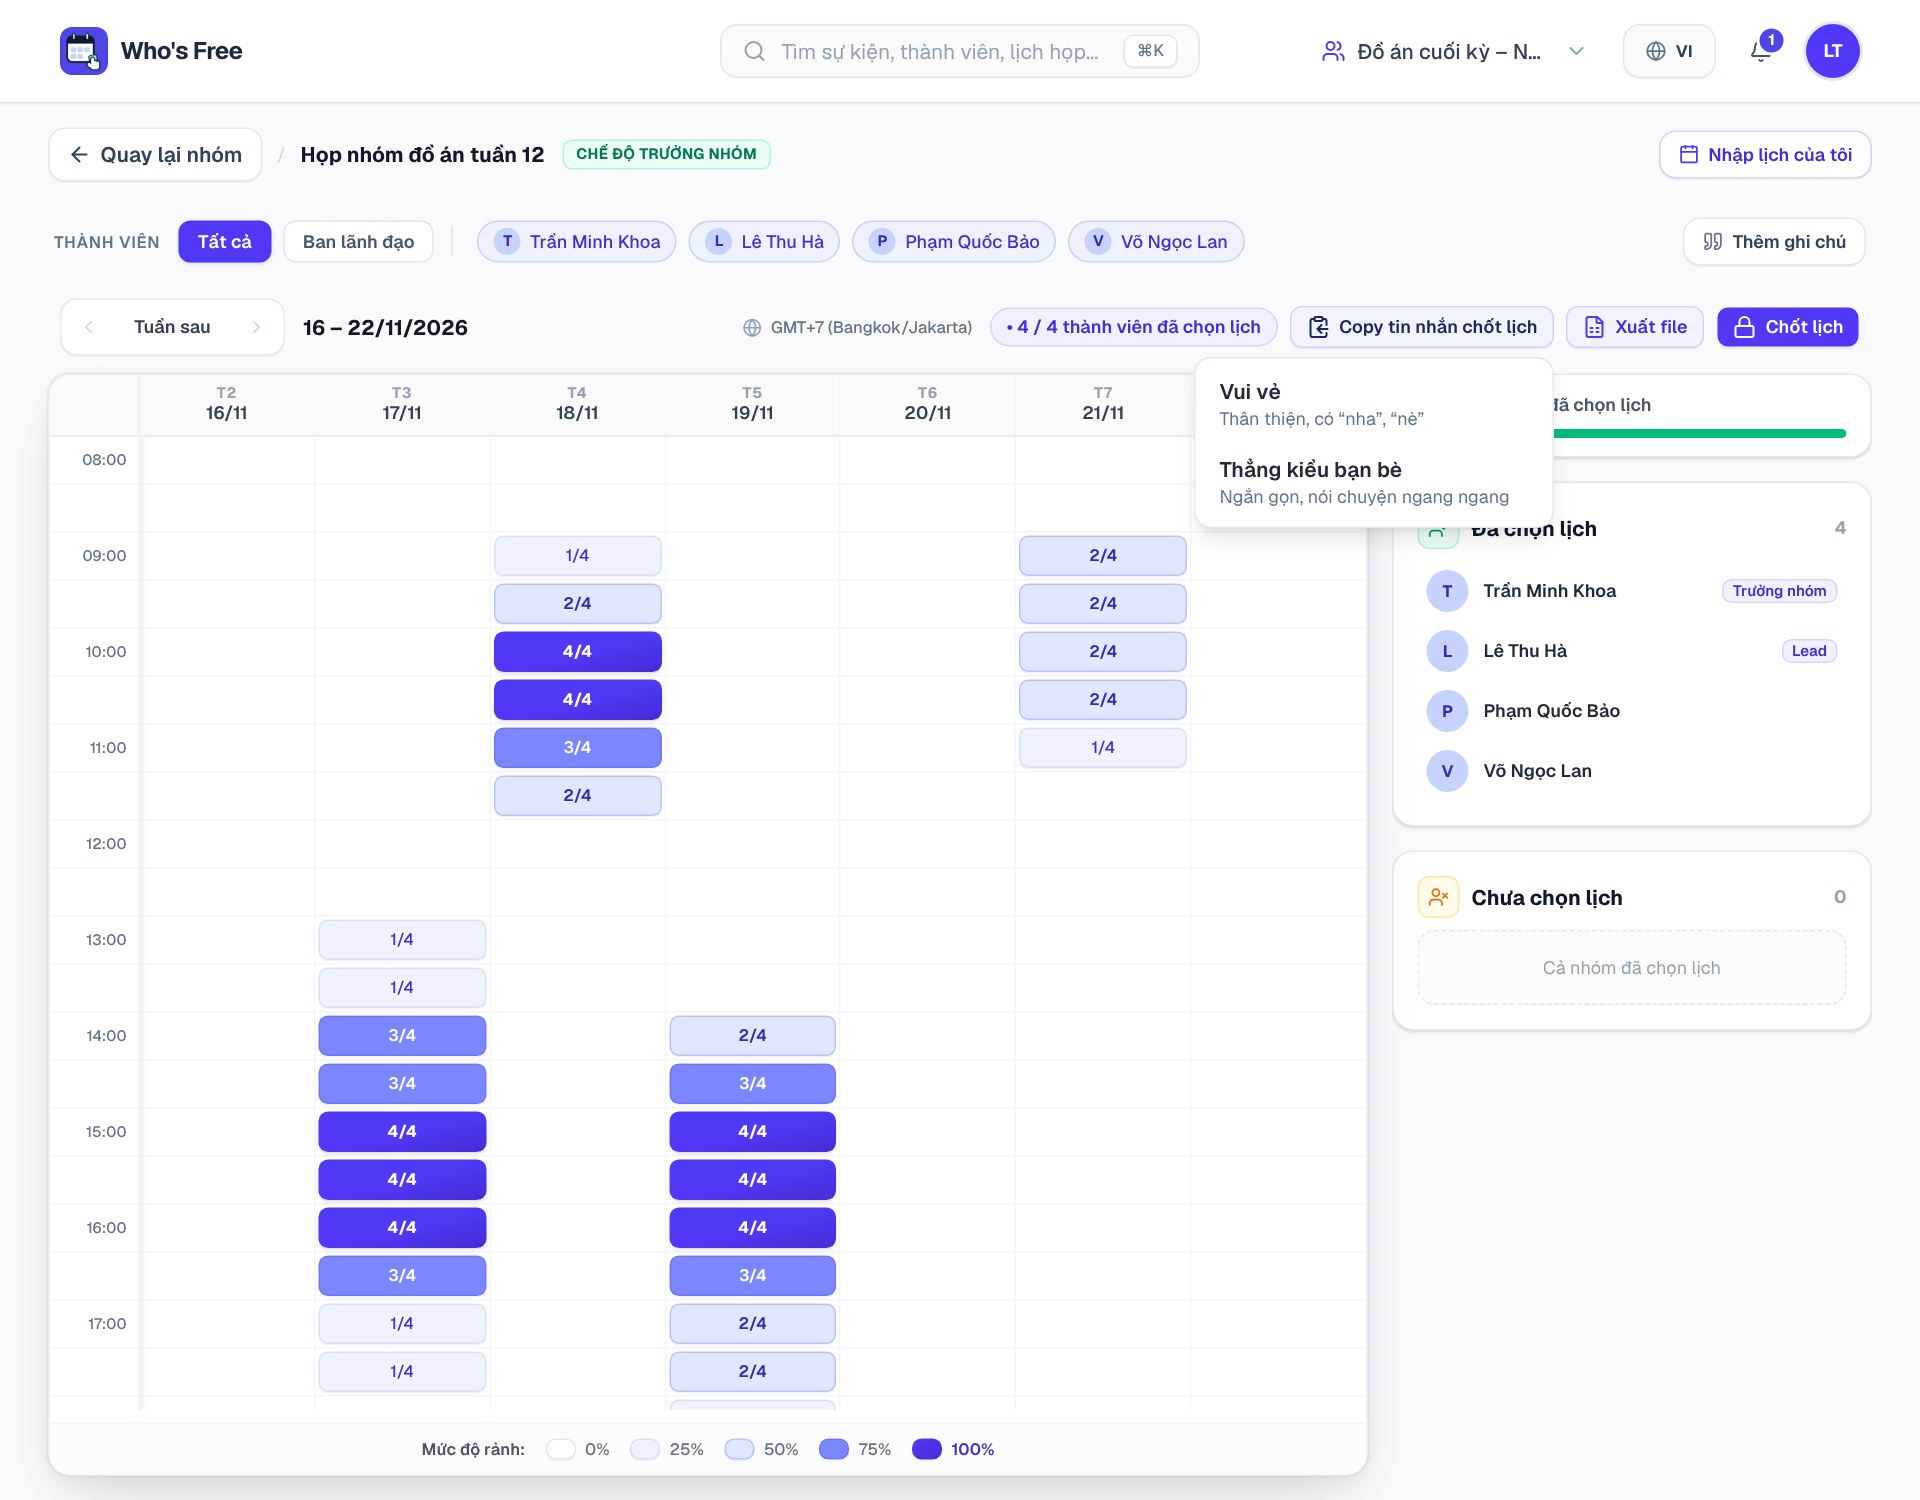 Who's Free
Tìm sự kiện, thành viên, lịch họp...
⌘K
Đồ án cuối kỳ – N...
VI
1
LT
Quay lại nhóm
/
Họp nhóm đồ án tuần 12
CHẾ ĐỘ TRƯỞNG NHÓM
Nhập lịch của tôi
THÀNH VIÊN
Tất cả
Ban lãnh đạo
T Trần Minh Khoa
L Lê Thu Hà
P Phạm Quốc Bảo
V Võ Ngọc Lan
Thêm ghi chú
Tuần sau
16 – 22/11/2026
GMT+7 (Bangkok/Jakarta)
• 4 / 4 thành viên đã chọn lịch
Copy tin nhắn chốt lịch
Xuất file
Chốt lịch
Vui vẻ
Thân thiện, có “nha”, “nè”
Thẳng kiểu bạn bè
Ngắn gọn, nói chuyện ngang ngang
T2 T3 T4 T5 T6 T7
16/11 17/11 18/11 19/11 20/11 21/11
08:00
09:00 1/4 2/4
2/4 2/4
10:00 4/4 2/4
4/4 2/4
11:00 3/4 1/4
2/4
12:00
13:00 1/4
1/4
14:00 3/4 2/4
3/4 3/4
15:00 4/4 4/4
4/4 4/4
16:00 4/4 4/4
3/4 3/4
17:00 1/4 2/4
1/4 2/4
Mức độ rảnh: 0% 25% 50% 75% 100%
đã chọn lịch
Đã chọn lịch 4
T Trần Minh Khoa Trưởng nhóm
L Lê Thu Hà Lead
P Phạm Quốc Bảo
V Võ Ngọc Lan
Chưa chọn lịch 0
Cả nhóm đã chọn lịch